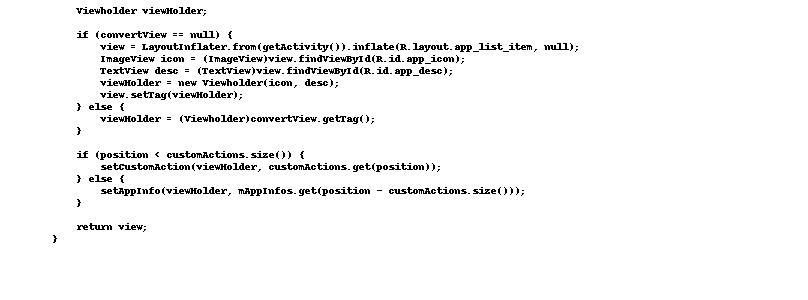 Viewholder viewHolder;
if (convertView == null) {
view = LayoutInflater.from(getActivity()).inflate(R.layout.app_list_item, null);
ImageView icon = (ImageView)view.findViewById(R.id.app_icon);
TextView desc = (TextView)view.findViewById(R.id.app_desc);
viewHolder = new Viewholder(icon, desc);
view.setTag(viewHolder);
} else {
viewHolder = (Viewholder)convertView.getTag();
}
if (position < customActions.size()) {
setCustomAction(viewHolder, customActions.get(position));
} else {
setAppInfo(viewHolder, mAppInfos.get(position - customActions.size()));
}
return view;
}